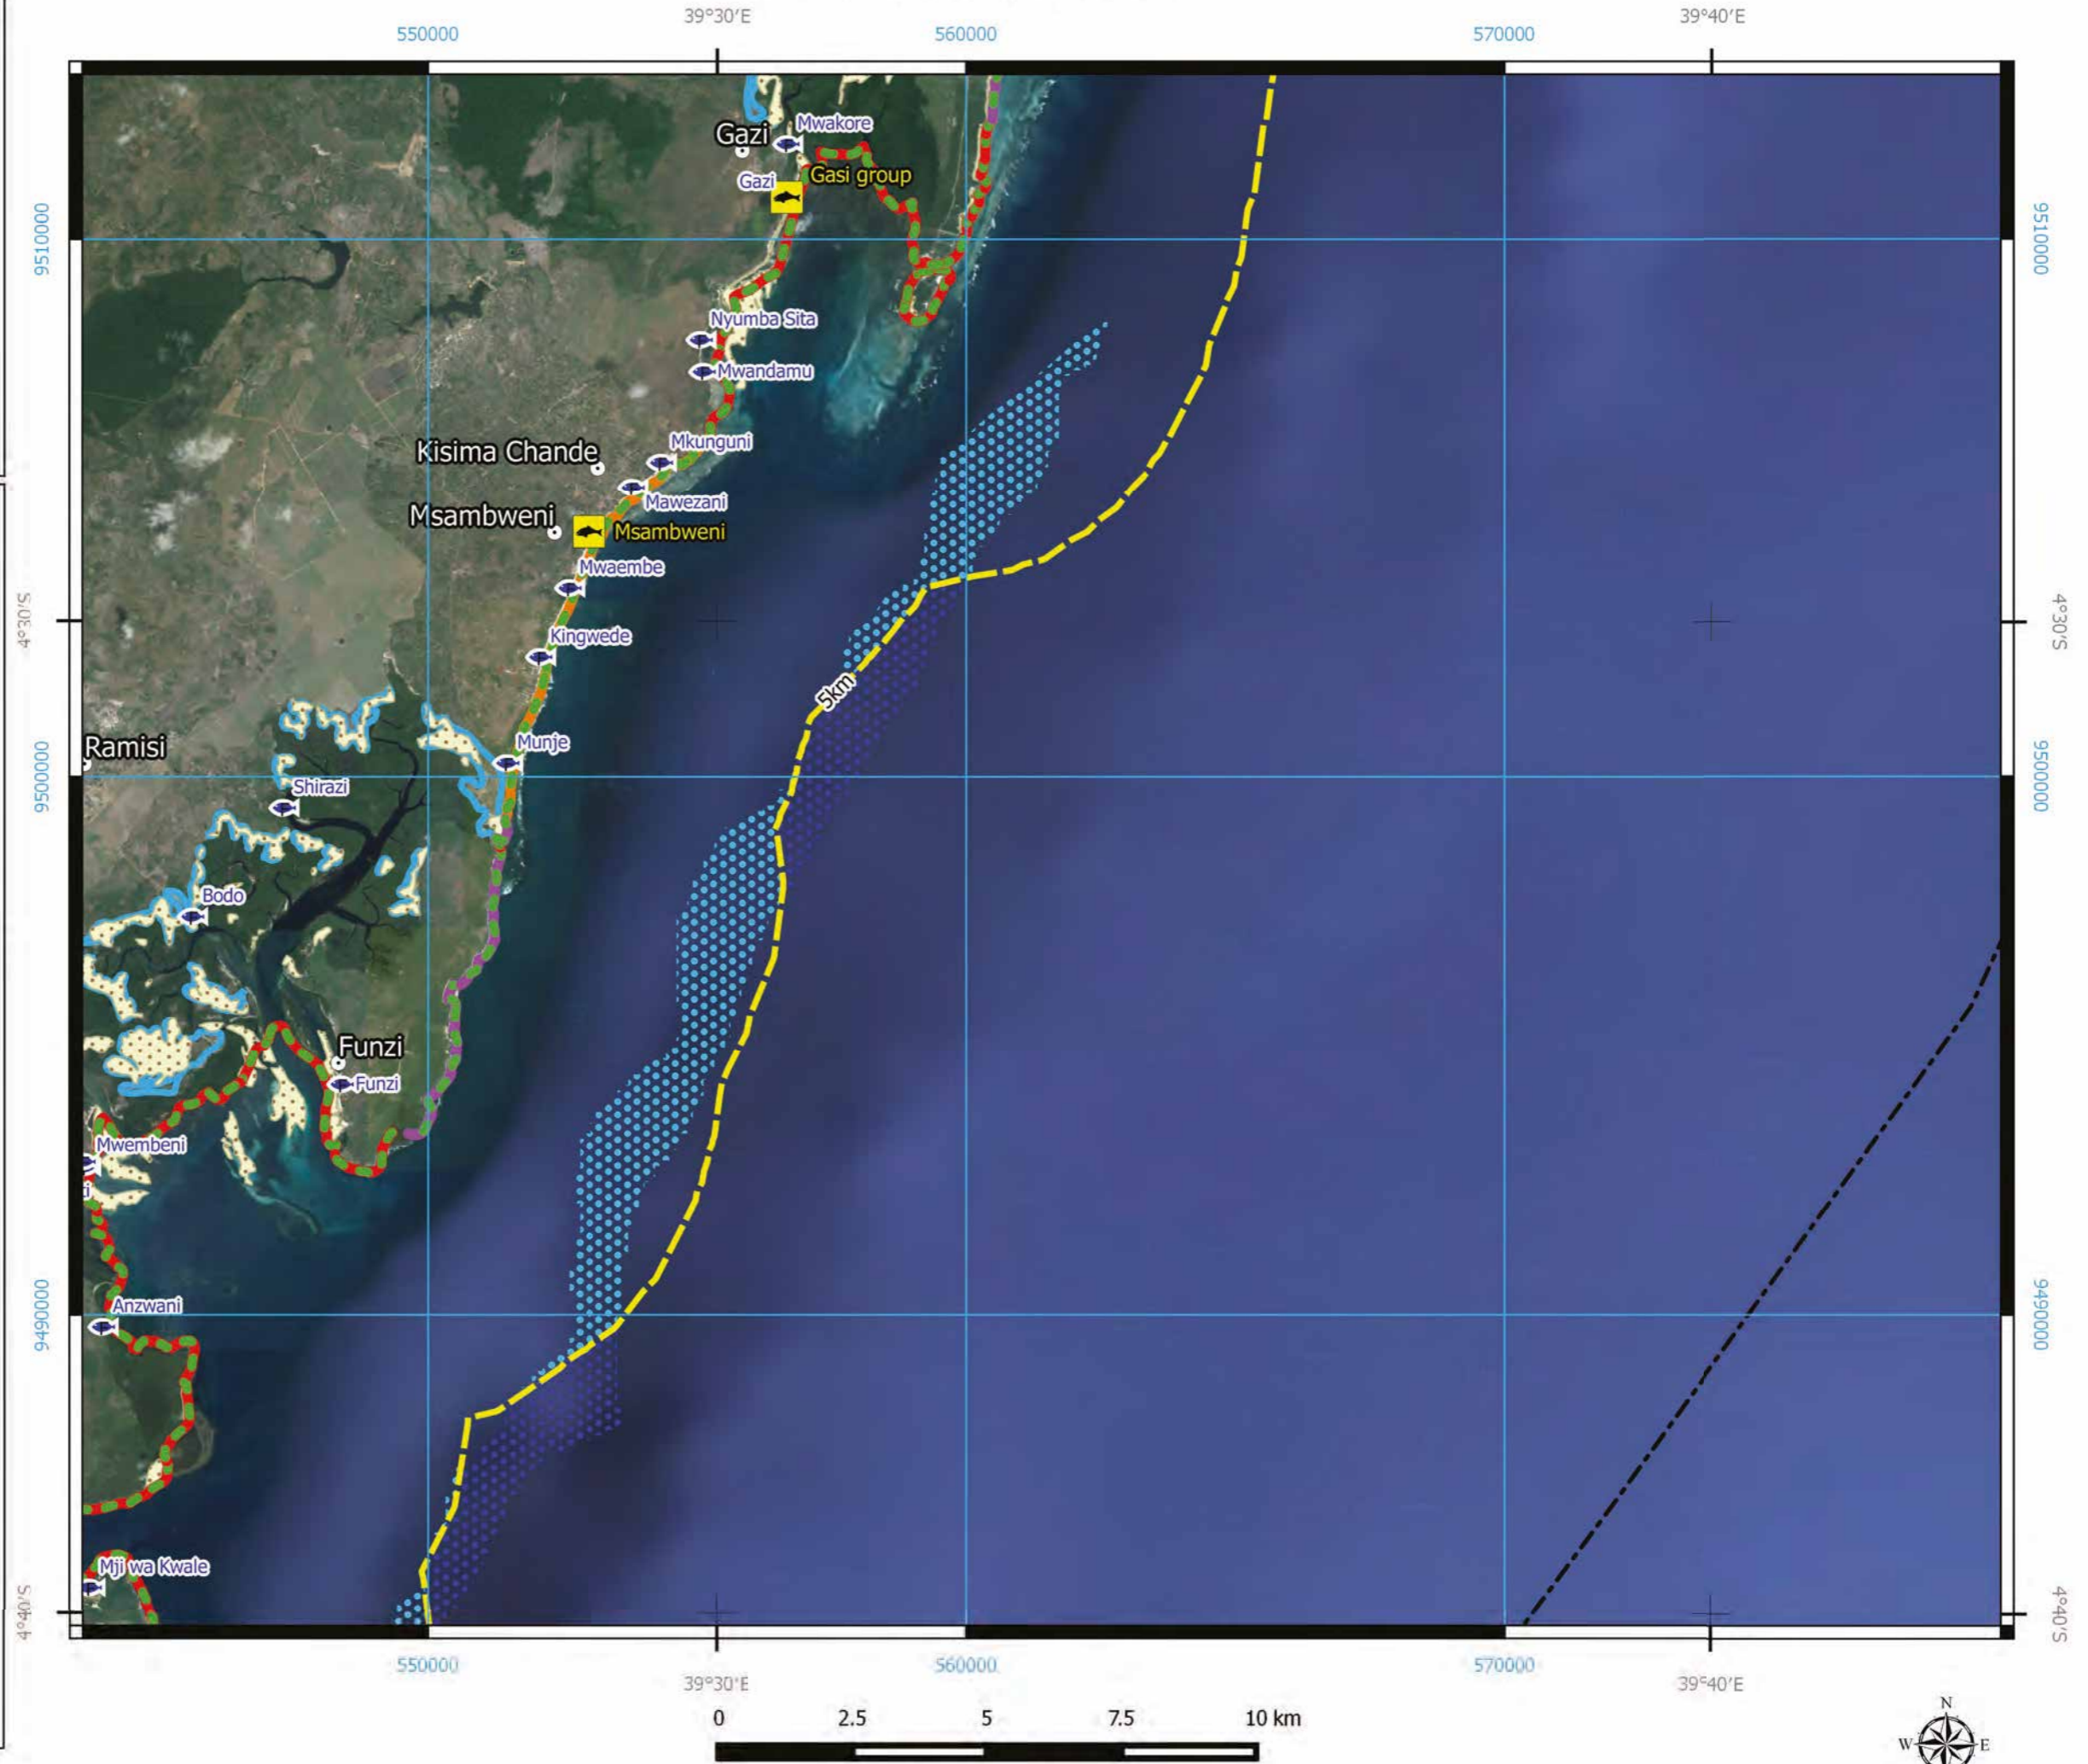 39°30'E
39°40'E
550000
560000
570000
Mwakore
Gazi
Gasi group
Gazi
9510000
9510000
Nyumba Sita
Mwandamu
Mkunguni
Kisima Chande
Mawezani
Msambweni
Msambweni
Mwaembe
4°30'S
4°30'S
Kingwede
5km
Munje
Ramisi
9500000
9500000
Shirazi
Bodo
Funzi
Funzi
Mwembeni
Anzwani
9490000
9490000
Mji wa Kwale
4°40'S
4°40'S
550000
560000
570000
39°30'E
39°40'E
0
2.5
5
7.5
10 km
N
W
E